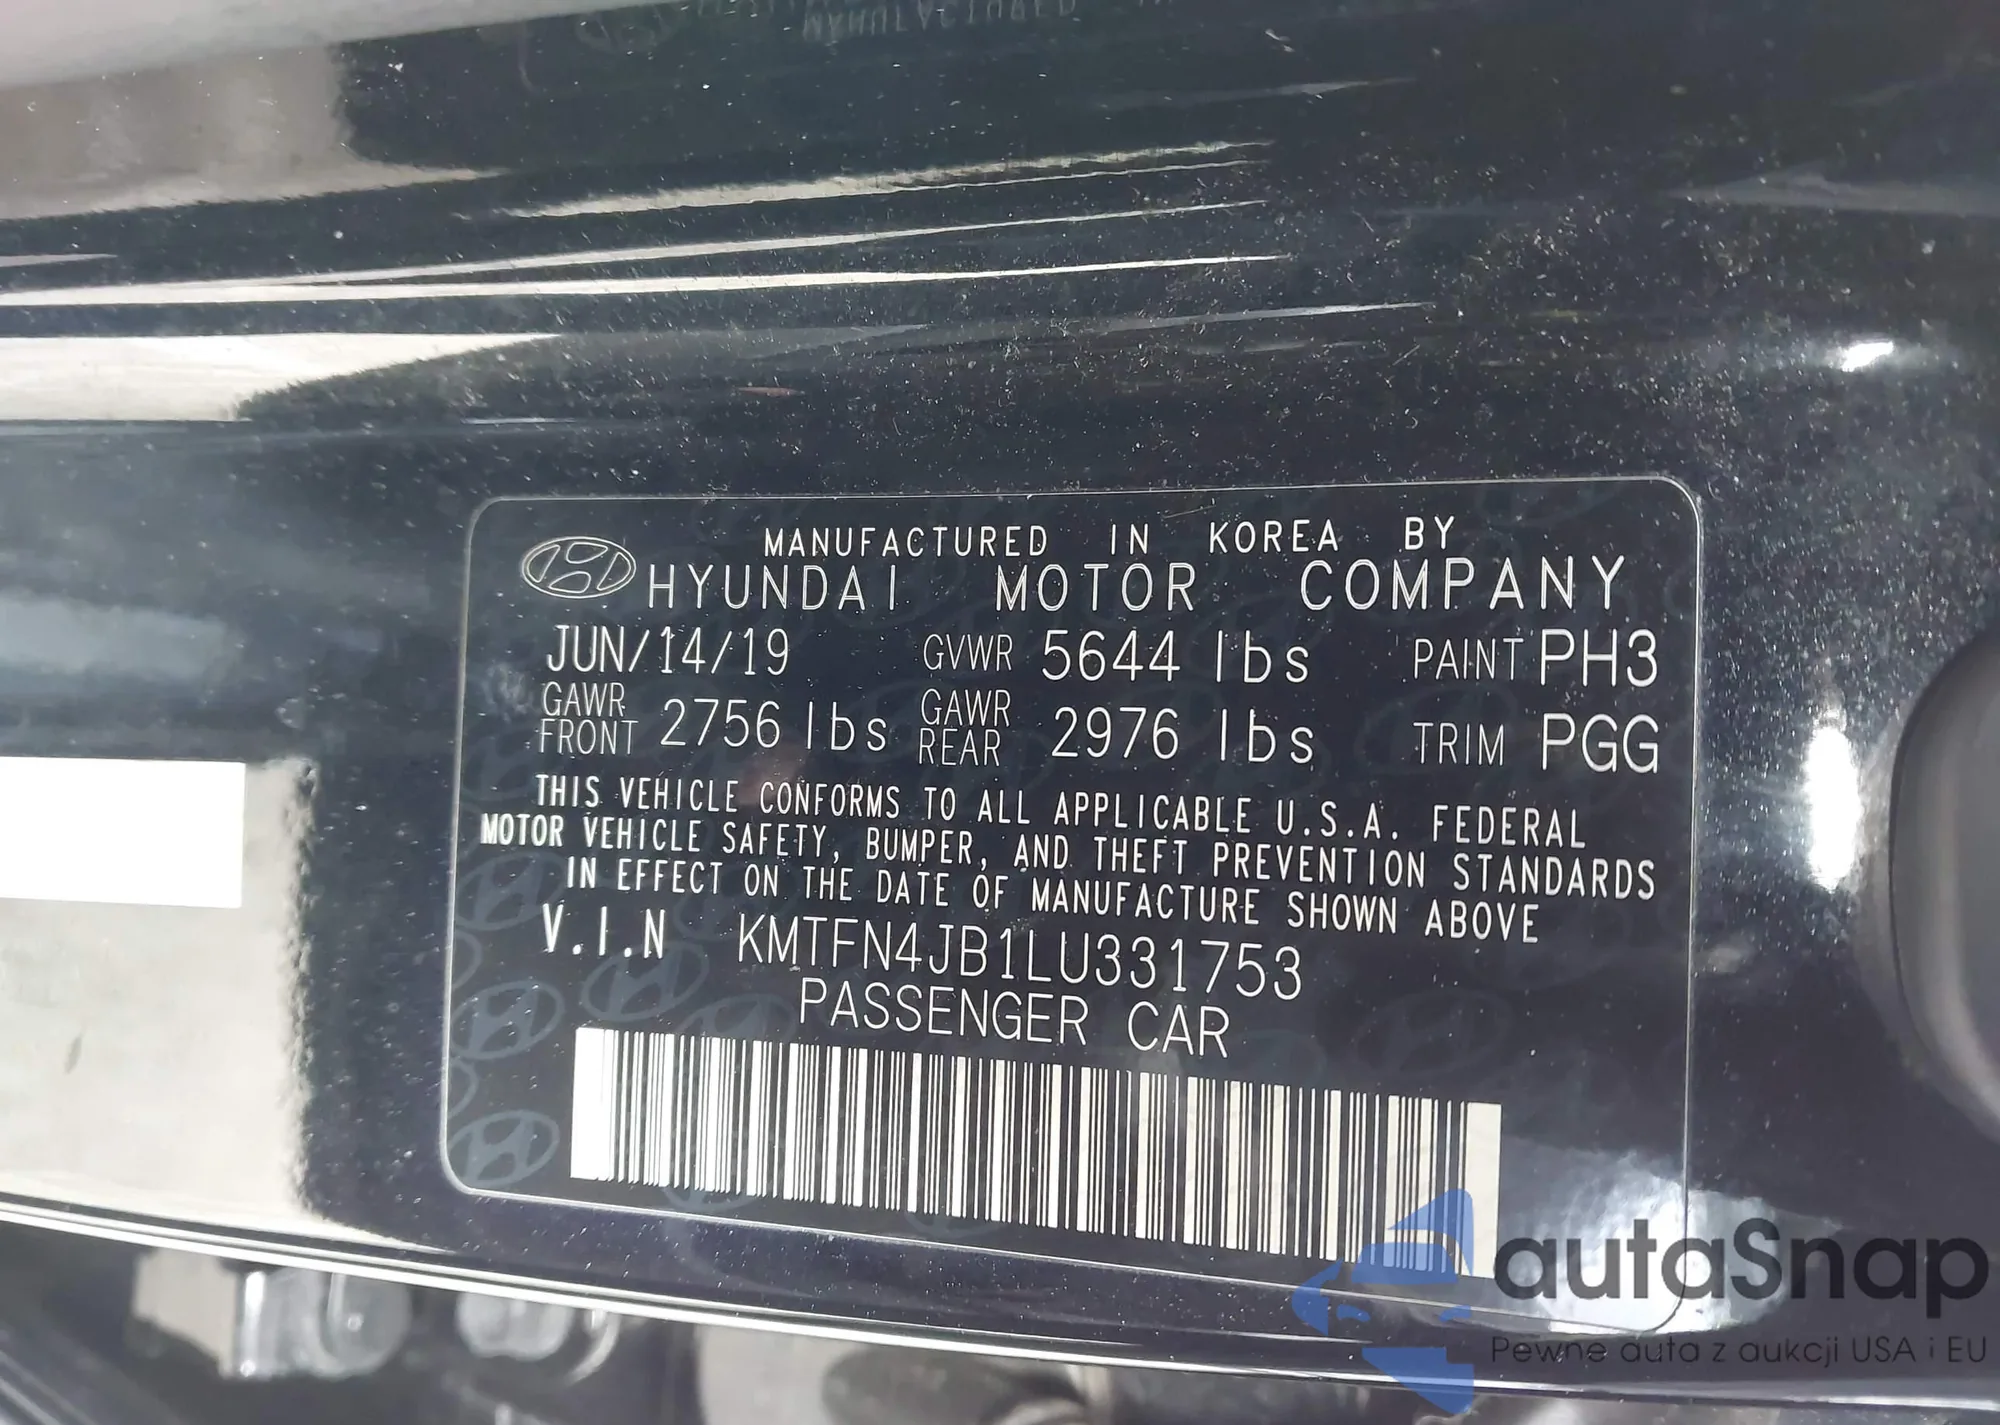 MANUFACTURED IN KOREA BY
HYUNDAI MOTOR COMPANY
JUN/14/19 GVWR 5644 lbs PAINT PH3
GAWR FRONT 2756 lbs GAWR REAR 2976 lbs TRIM PGG
THIS VEHICLE CONFORMS TO ALL APPLICABLE U.S.A. FEDERAL
MOTOR VEHICLE SAFETY, BUMPER, AND THEFT PREVENTION STANDARDS
IN EFFECT ON THE DATE OF MANUFACTURE SHOWN ABOVE
V.I.N KMTFN4JB1LU331753
PASSENGER CAR
autaSnap
Pewne auta z aukcji USA i EU